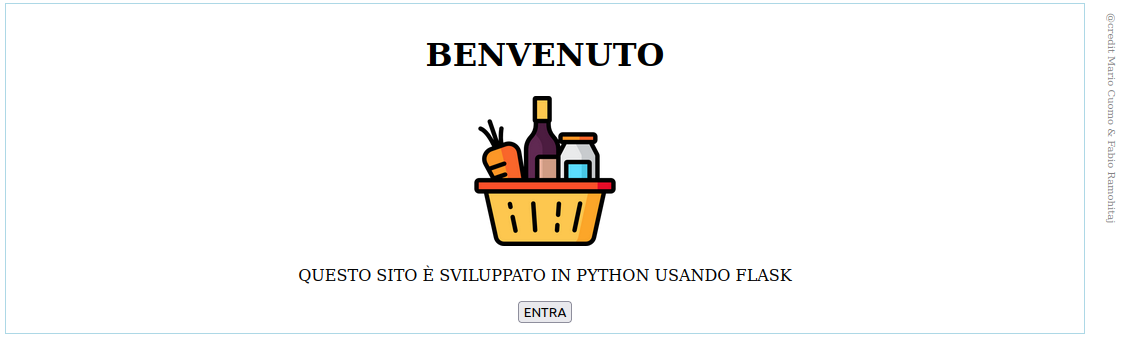 BENVENUTO
QUESTO SITO È SVILUPPATO IN PYTHON USANDO FLASK
ENTRA
@credit Mario Cuomo & Fabio Ramohitaj